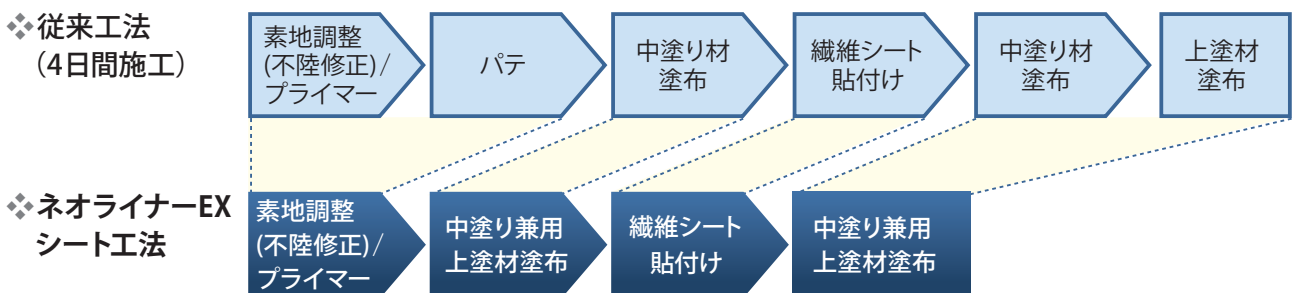 ❖従来工法
（4日間施工）
素地調整
(不陸修正)/
プライマー
パテ
中塗り材
塗布
繊維シート
貼付け
中塗り材
塗布
上塗材
塗布
❖ネオライナーEX
シート工法
素地調整
(不陸修正)/
プライマー
中塗り兼用
上塗材塗布
繊維シート
貼付け
中塗り兼用
上塗材塗布